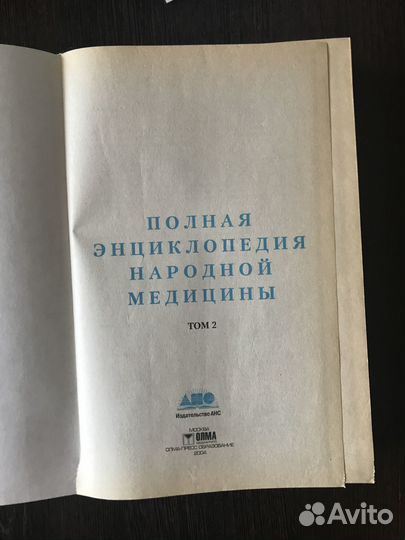 ПОЛНАЯ
ЭНЦИКЛОПЕДИЯ
НАРОДНОЙ
МЕДИЦИНЫ
ТОМ 2
АНС
Издательство АНС
МОСКВА
ОЛМА
ОЛМА-ПРЕСС ОБРАЗОВАНИЕ
2004
Avito